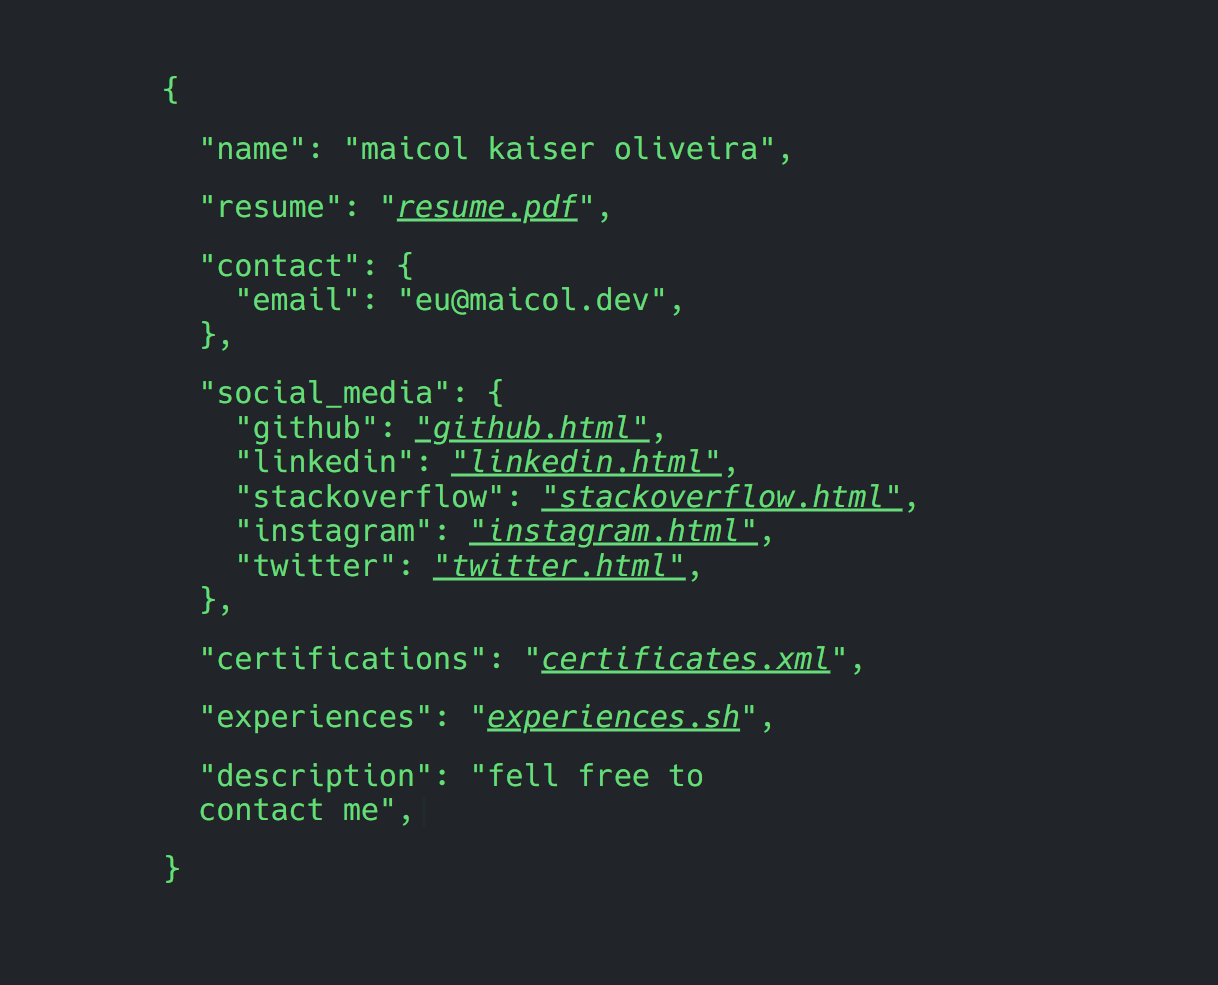 {
"name": "maicol kaiser oliveira",
"resume": "resume.pdf",
"contact": {
"email": "eu@maicol.dev",
},
"social_media": {
"github": "github.html",
"linkedin": "linkedin.html",
"stackoverflow": "stackoverflow.html",
"instagram": "instagram.html",
"twitter": "twitter.html",
},
"certifications": "certificates.xml",
"experiences": "experiences.sh",
"description": "fell free to
contact me",
}